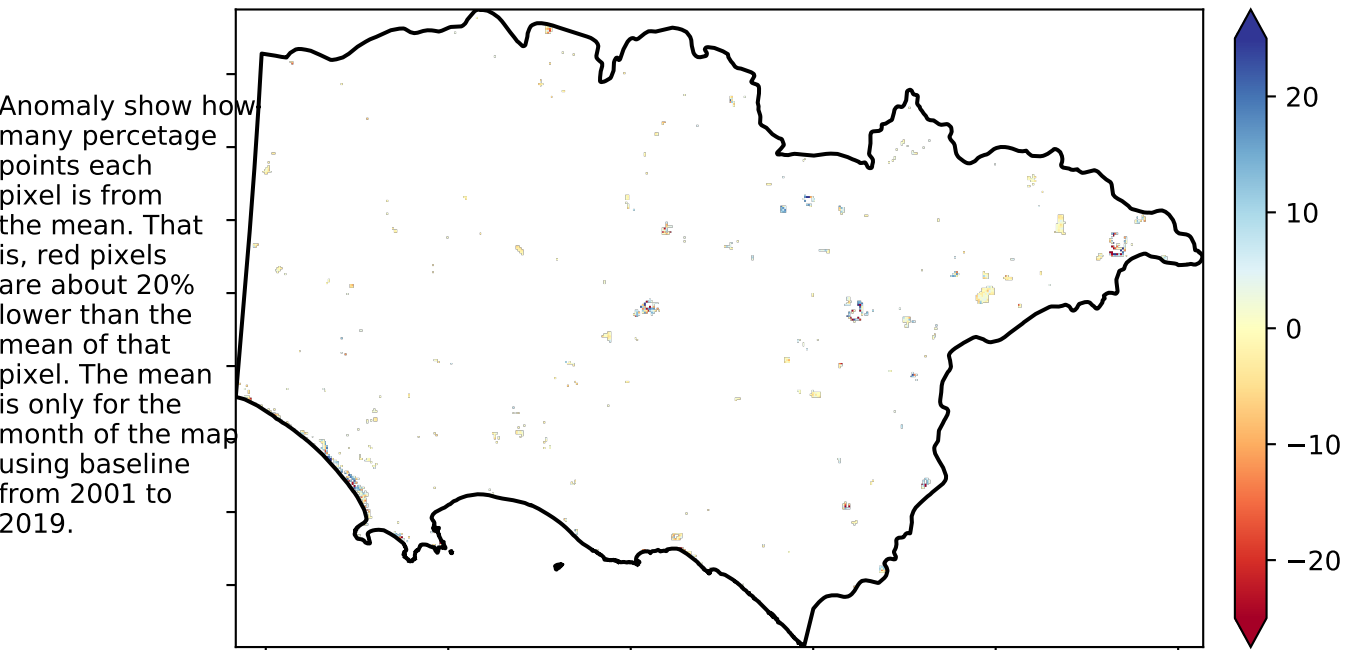 Anomaly show how
many percetage
points each
pixel is from
the mean. That
is, red pixels
are about 20%
lower than the
mean of that
pixel. The mean
is only for the
month of the map
using baseline
from 2001 to
2019.
20
10
0
−10
−20